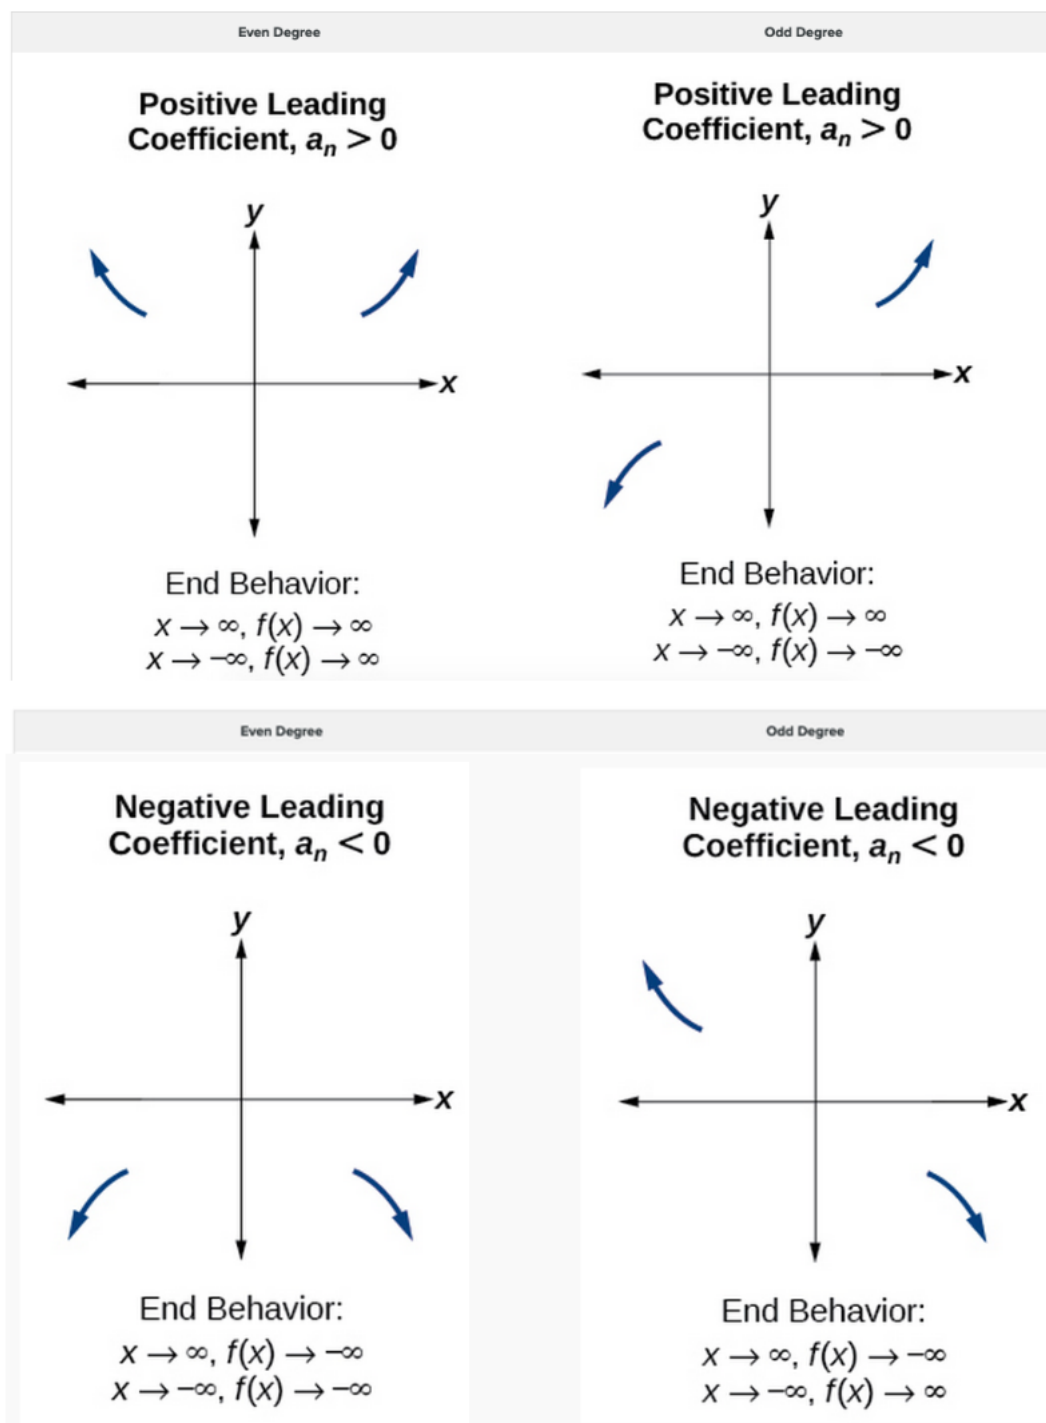 Even Degree
Odd Degree
Positive Leading
Coefficient, aₙ > 0
y
x
End Behavior:
x → ∞, f(x) → ∞
x → −∞, f(x) → ∞
Positive Leading
Coefficient, aₙ > 0
y
x
End Behavior:
x → ∞, f(x) → ∞
x → −∞, f(x) → −∞
Even Degree
Odd Degree
Negative Leading
Coefficient, aₙ < 0
y
x
End Behavior:
x → ∞, f(x) → −∞
x → −∞, f(x) → −∞
Negative Leading
Coefficient, aₙ < 0
y
x
End Behavior:
x → ∞, f(x) → −∞
x → −∞, f(x) → ∞